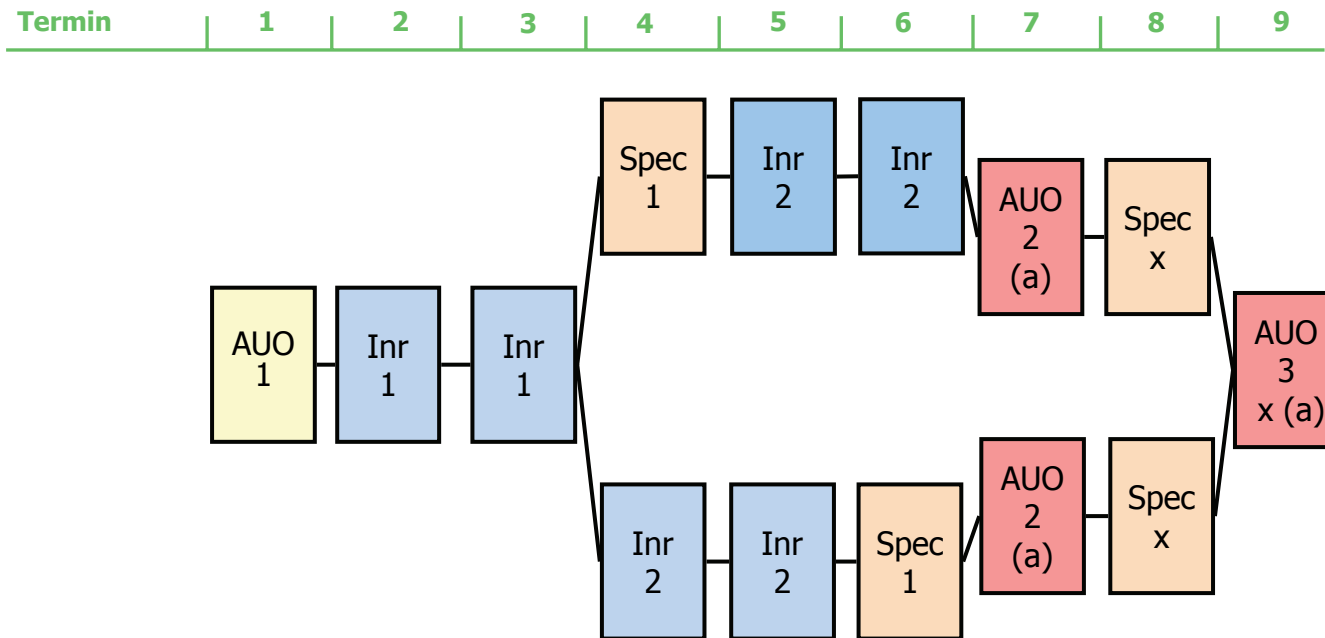 Termin 1 2 3 4 5 6 7 8 9
Spec
1
Inr
2
Inr
2
AUO
2
(a)
Spec
x
AUO
1
Inr
1
Inr
1
AUO
3
x (a)
Inr
2
Inr
2
Spec
1
AUO
2
(a)
Spec
x